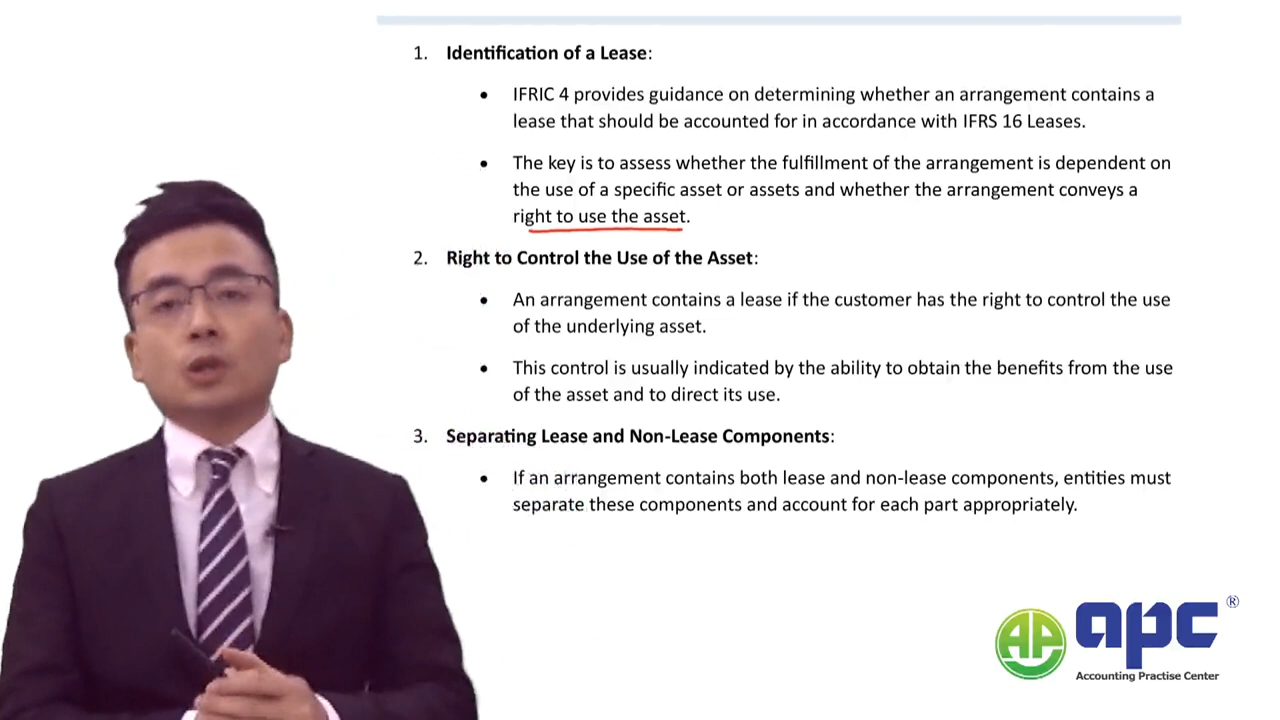 1. Identification of a Lease:
• IFRIC 4 provides guidance on determining whether an arrangement contains a
lease that should be accounted for in accordance with IFRS 16 Leases.
• The key is to assess whether the fulfillment of the arrangement is dependent on
the use of a specific asset or assets and whether the arrangement conveys a
right to use the asset.
2. Right to Control the Use of the Asset:
• An arrangement contains a lease if the customer has the right to control the use
of the underlying asset.
• This control is usually indicated by the ability to obtain the benefits from the use
of the asset and to direct its use.
3. Separating Lease and Non-Lease Components:
• If an arrangement contains both lease and non-lease components, entities must
separate these components and account for each part appropriately.
apc ®
Accounting Practise Center